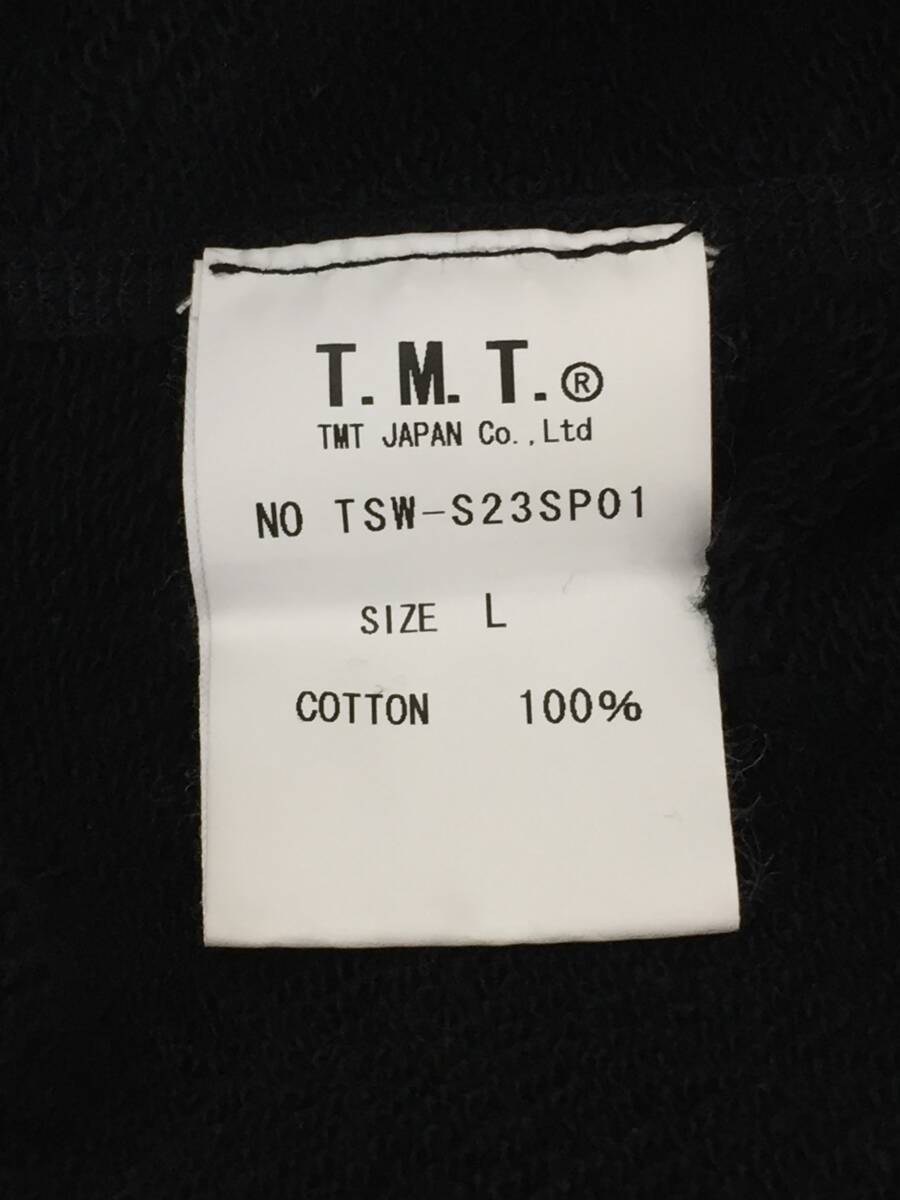 T.M.T.®
TMT JAPAN Co.,Ltd
NO TSW-S23SP01
SIZE L
COTTON 100%